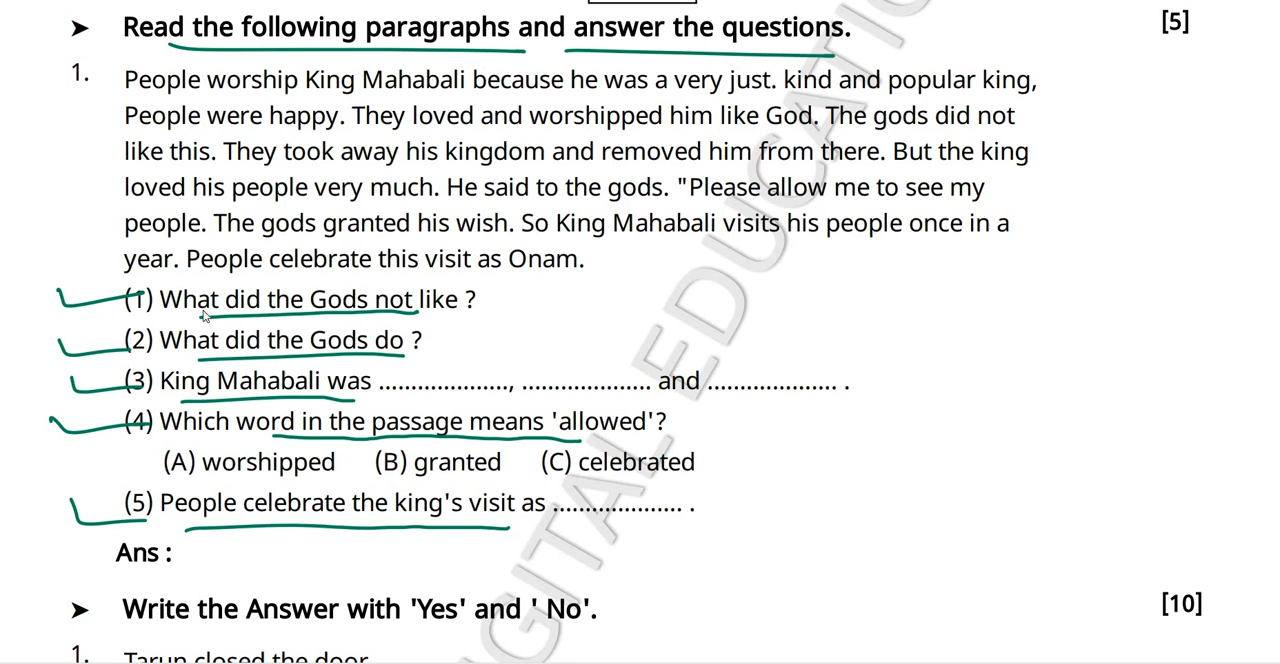 ➤ Read the following paragraphs and answer the questions. [5]
1. People worship King Mahabali because he was a very just. kind and popular king,
People were happy. They loved and worshipped him like God. The gods did not
like this. They took away his kingdom and removed him from there. But the king
loved his people very much. He said to the gods. "Please allow me to see my
people. The gods granted his wish. So King Mahabali visits his people once in a
year. People celebrate this visit as Onam.
(1) What did the Gods not like ?
(2) What did the Gods do ?
(3) King Mahabali was ...................., .................... and .................... .
(4) Which word in the passage means 'allowed'?
(A) worshipped (B) granted (C) celebrated
(5) People celebrate the king's visit as .................... .
Ans :
➤ Write the Answer with 'Yes' and ' No'. [10]
1. Tarun closed the door
DIGITAL EDUCATIO